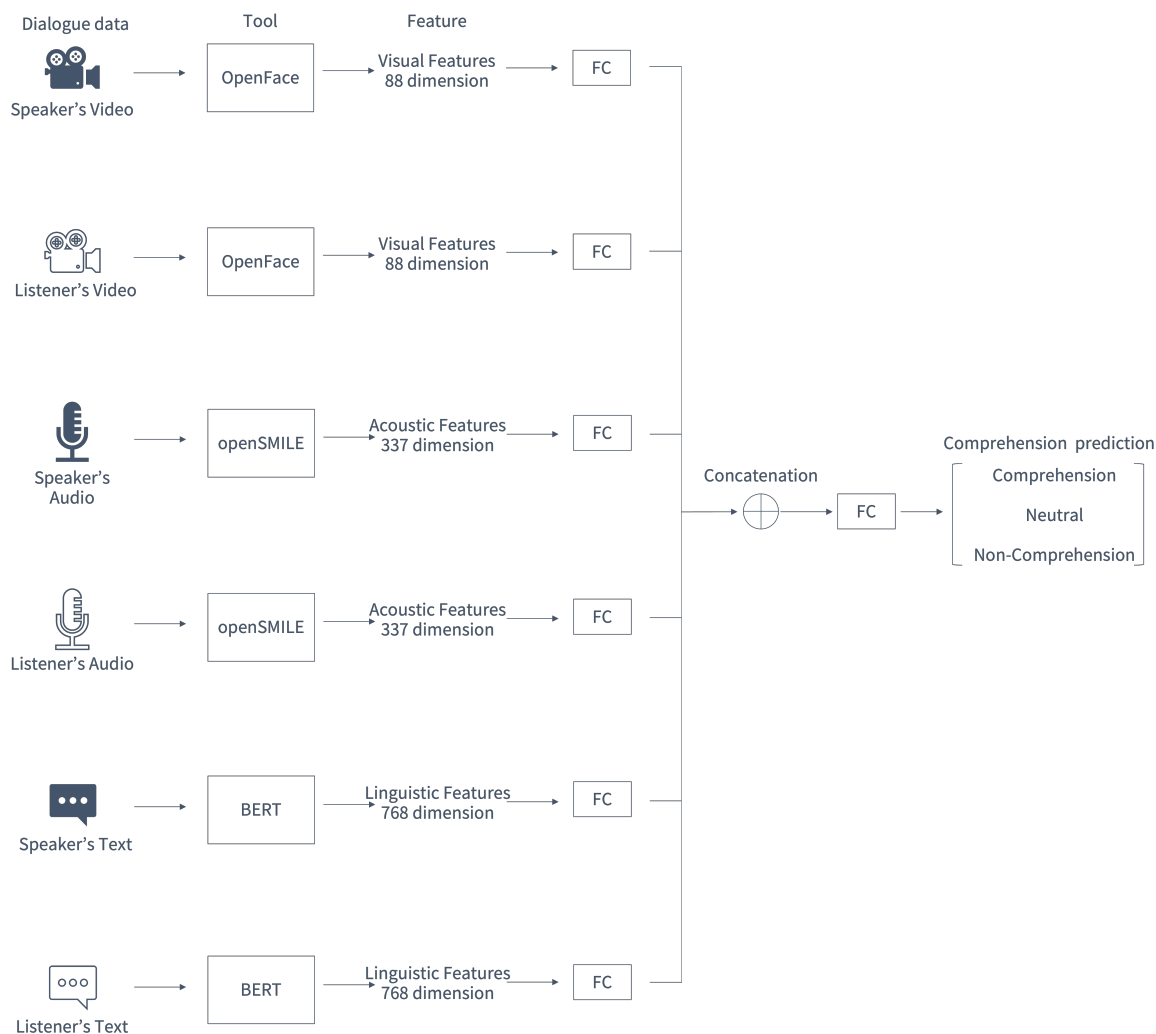 Dialogue data
Tool
Feature
Speaker’s Video
OpenFace
Visual Features
88 dimension
FC
Listener’s Video
OpenFace
Visual Features
88 dimension
FC
Speaker’s
Audio
openSMILE
Acoustic Features
337 dimension
FC
Listener’s Audio
openSMILE
Acoustic Features
337 dimension
FC
Speaker’s Text
BERT
Linguistic Features
768 dimension
FC
Listener’s Text
BERT
Linguistic Features
768 dimension
FC
Concatenation
FC
Comprehension prediction
Comprehension
Neutral
Non-Comprehension